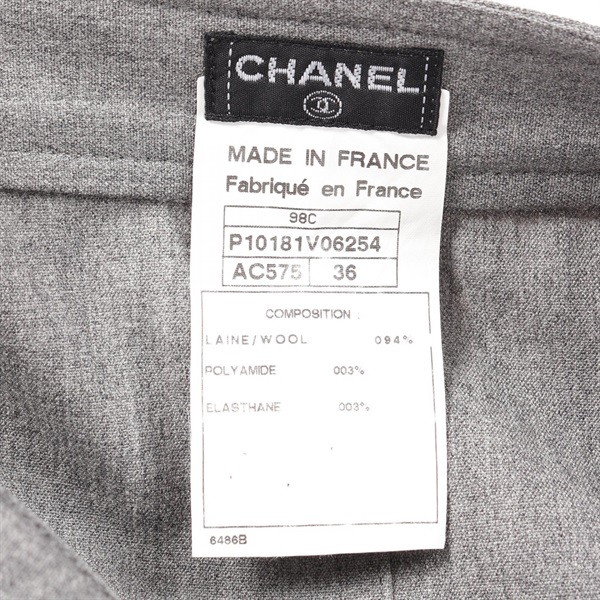 CHANEL
MADE IN FRANCE
Fabriqué en France
98C
P10181V06254
AC575 36
COMPOSITION :
LAINE/WOOL 094%
POLYAMIDE 003%
ELASTHANE 003%
6486B